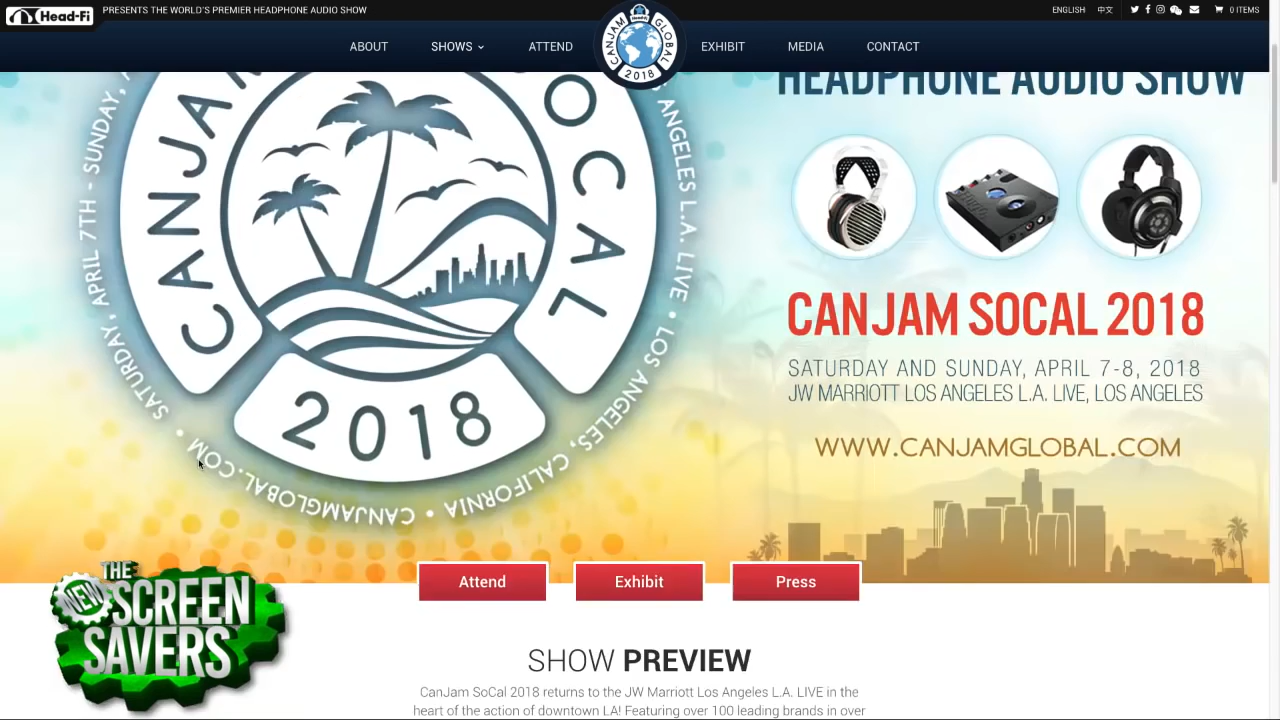 Head-Fi PRESENTS THE WORLD'S PREMIER HEADPHONE AUDIO SHOW
ENGLISH 中文 0 ITEMS
ABOUT SHOWS ATTEND EXHIBIT MEDIA CONTACT
Head-Fi
CANJAM GLOBAL
2018
HEADPHONE AUDIO SHOW
CANJAM SOCAL
2018
SATURDAY, APRIL 7TH - SUNDAY,
ANGELES L.A. LIVE • LOS ANGELES, CALIFORNIA • CANJAMGLOBAL.COM •
CANJAM SOCAL 2018
SATURDAY AND SUNDAY, APRIL 7-8, 2018
JW MARRIOTT LOS ANGELES L.A. LIVE, LOS ANGELES
WWW.CANJAMGLOBAL.COM
Attend Exhibit Press
THE
NEW SCREEN
SAVERS
SHOW PREVIEW
CanJam SoCal 2018 returns to the JW Marriott Los Angeles L.A. LIVE in the
heart of the action of downtown LA! Featuring over 100 leading brands in over